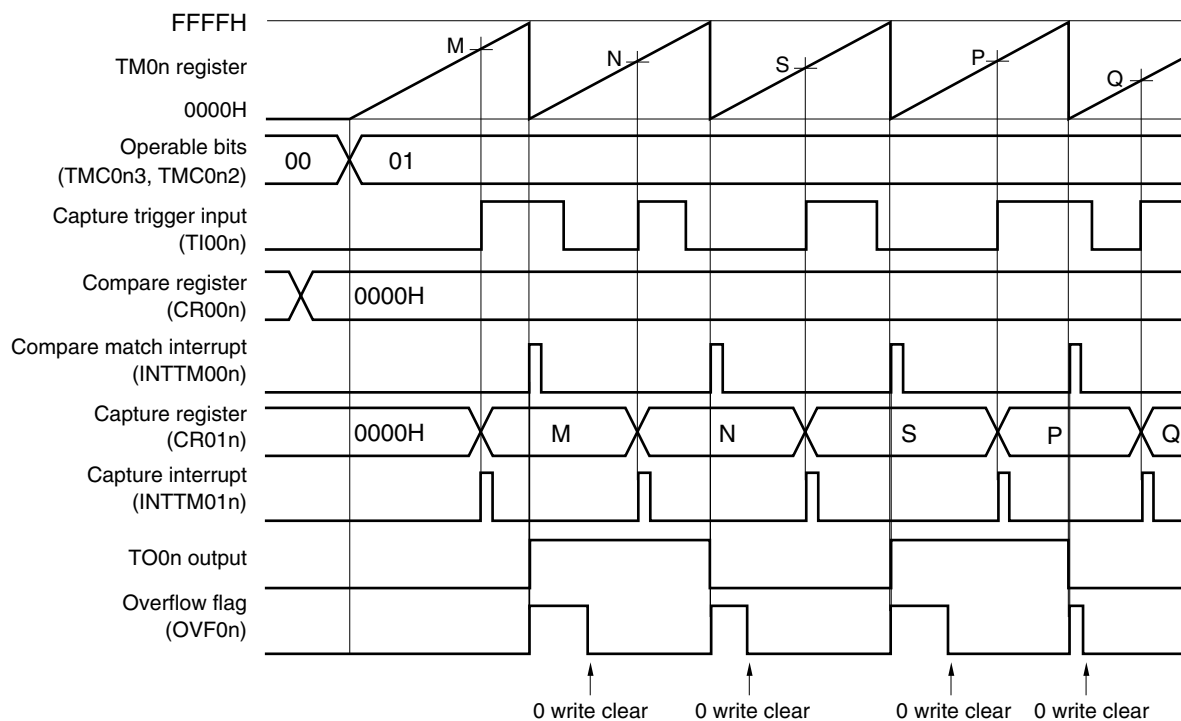 FFFFH
TM0n register
0000H
M
N
S
P
Q
Operable bits
(TMC0n3, TMC0n2)
00
01
Capture trigger input
(TI00n)
Compare register
(CR00n)
0000H
Compare match interrupt
(INTTM00n)
Capture register
(CR01n)
0000H
M
N
S
P
Q
Capture interrupt
(INTTM01n)
TO0n output
Overflow flag
(OVF0n)
0 write clear
0 write clear
0 write clear
0 write clear